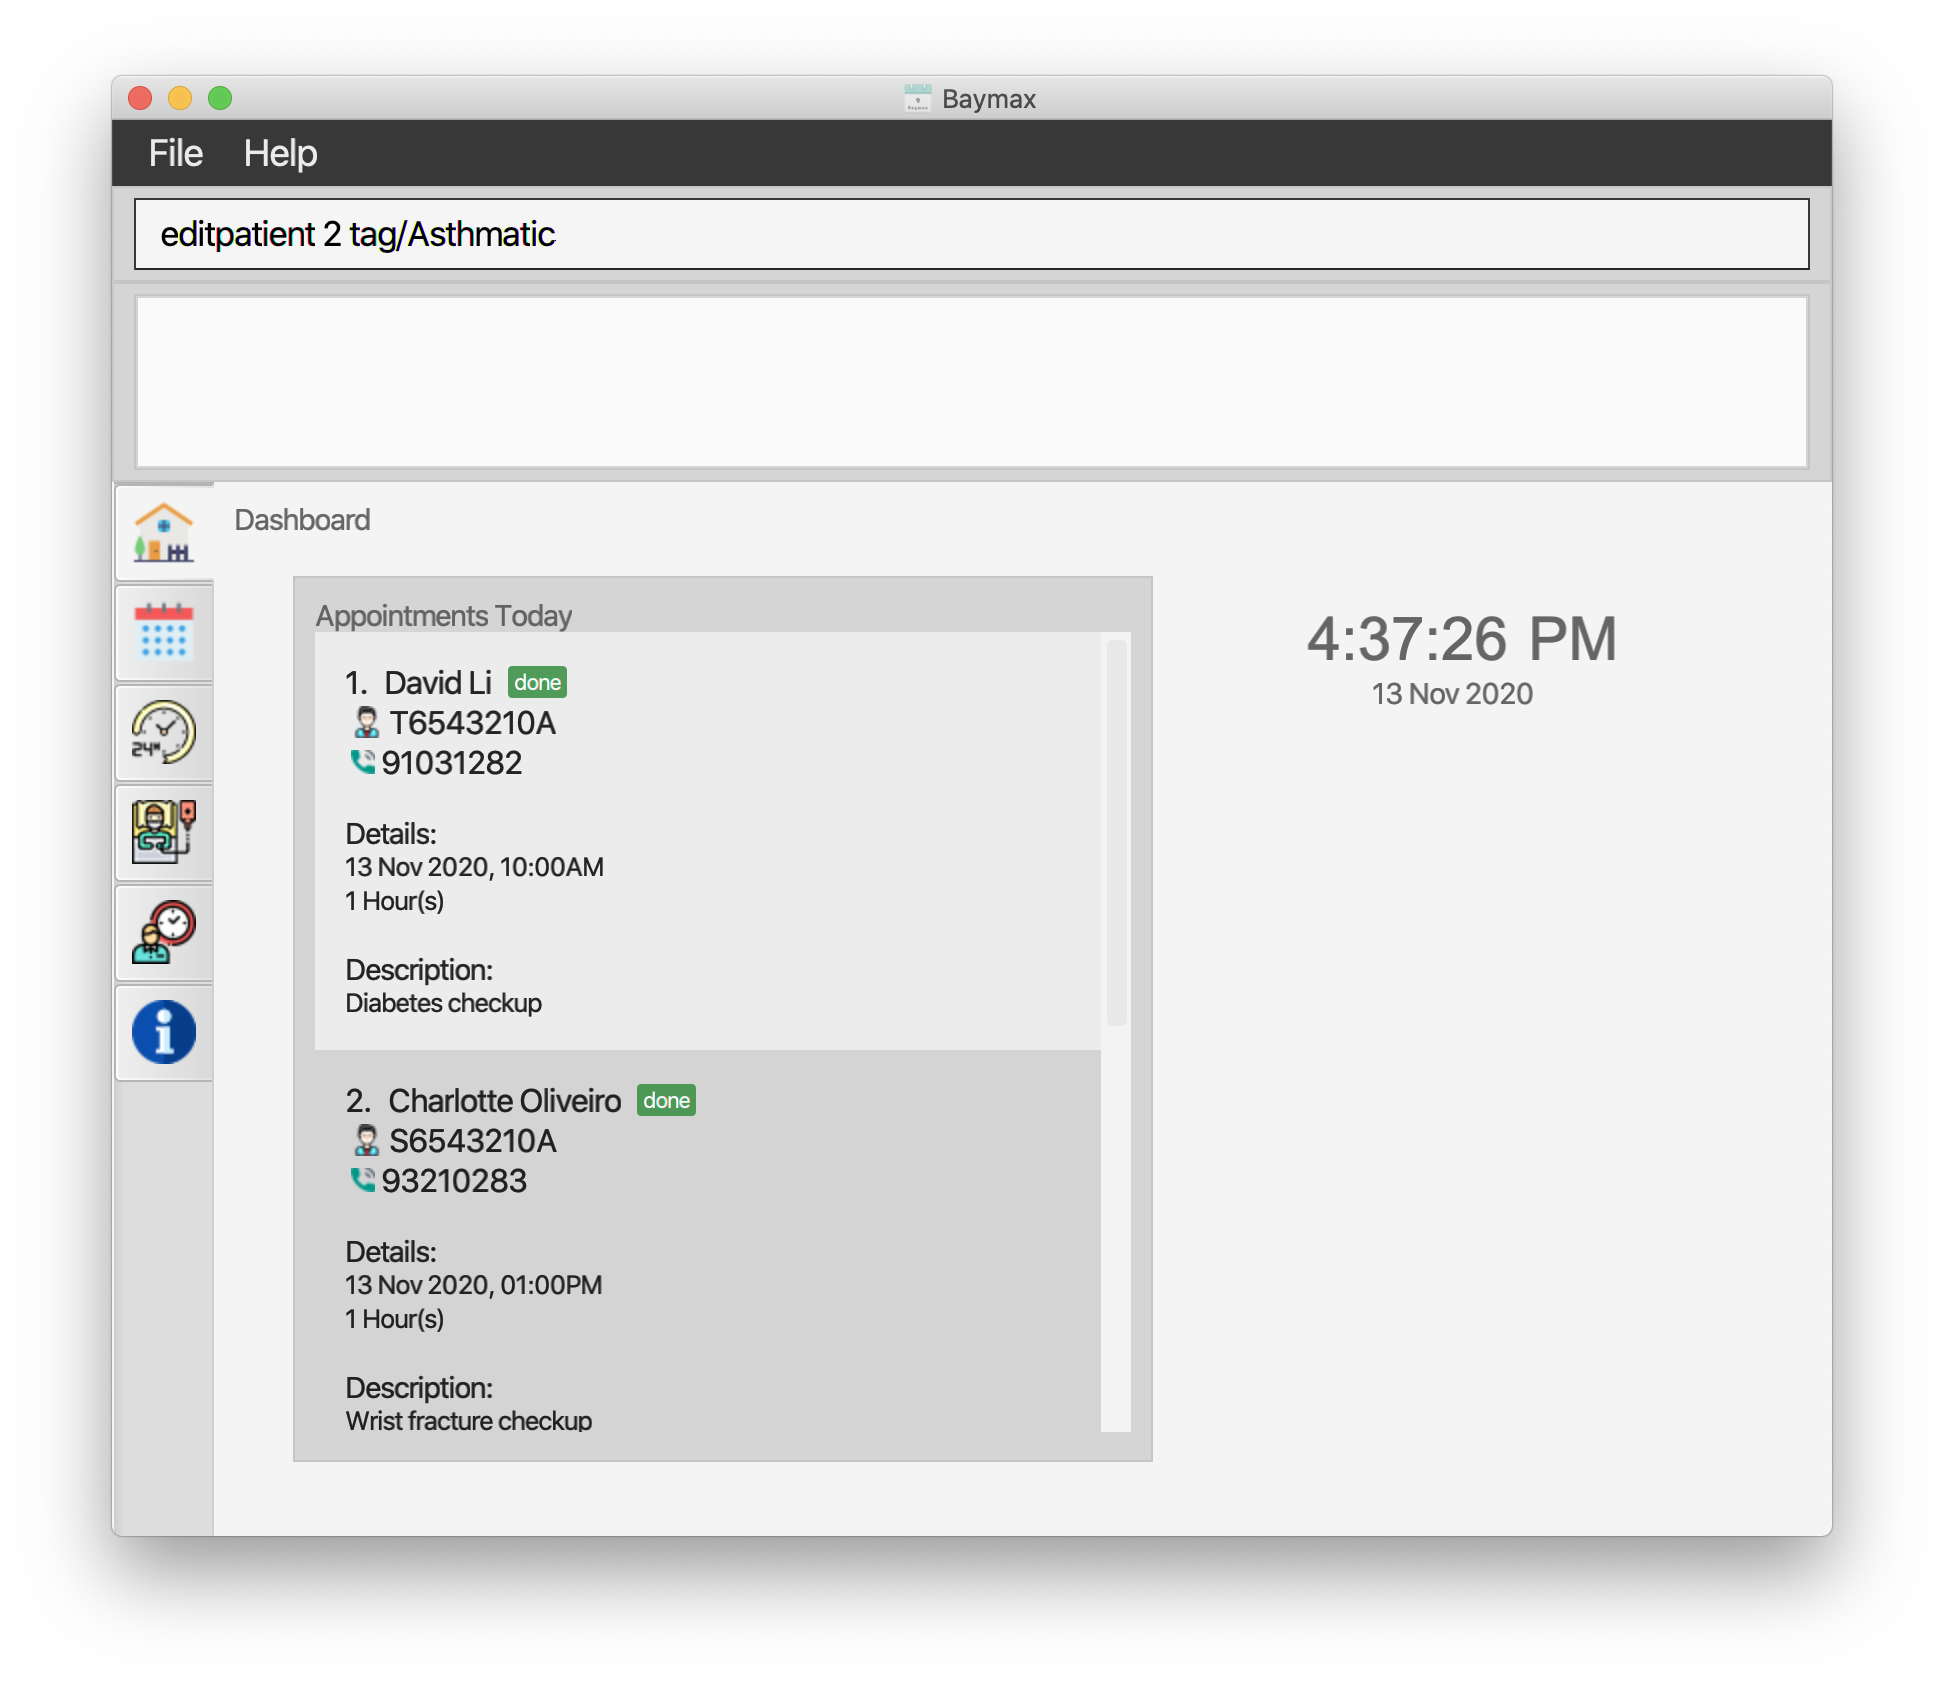 Baymax
File Help
editpatient 2 tag/Asthmatic
Dashboard
Appointments Today
1. David Li done
T6543210A
91031282
Details:
13 Nov 2020, 10:00AM
1 Hour(s)
Description:
Diabetes checkup
2. Charlotte Oliveiro done
S6543210A
93210283
Details:
13 Nov 2020, 01:00PM
1 Hour(s)
Description:
Wrist fracture checkup
4:37:26 PM
13 Nov 2020
24H